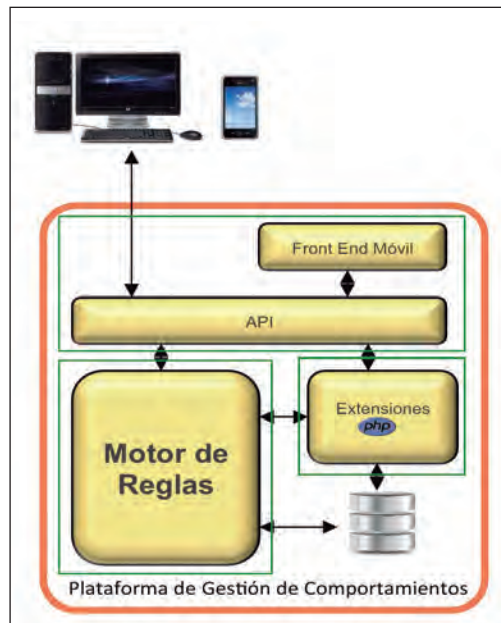 Front End Móvil
API
Motor de
Reglas
Extensiones
php
Plataforma de Gestión de Comportamientos